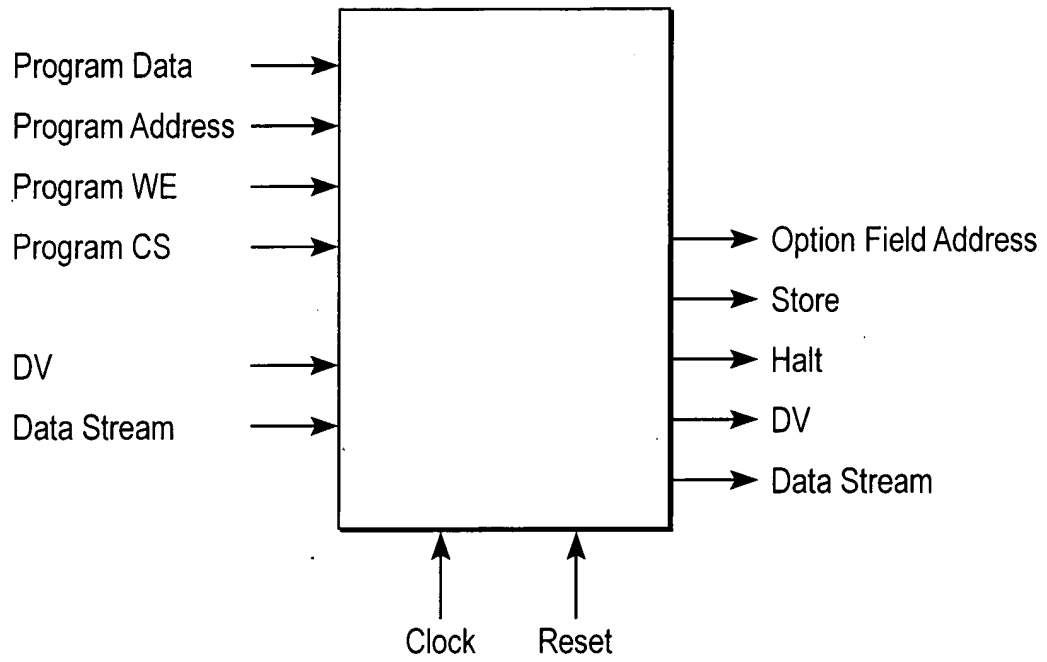 Program Data
Program Address
Program WE
Program CS
DV
Data Stream
Option Field Address
Store
Halt
DV
Data Stream
Clock
Reset